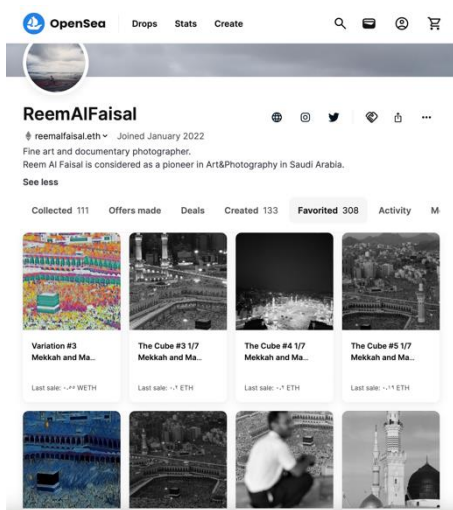 OpenSea Drops Stats Create
ReemAlFaisal
reemalfaisal.eth Joined January 2022
Fine art and documentary photographer.
Reem Al Faisal is considered as a pioneer in Art&Photography in Saudi Arabia.
See less
Collected 111 Offers made Deals Created 133 Favorited 308 Activity
Variation #3 The Cube #3 1/7 The Cube #4 1/7 The Cube #5 1/7
Mekkah and Ma... Mekkah and Ma... Mekkah and Ma... Mekkah and Ma...
Last sale: WETH Last sale: ETH Last sale: ETH Last sale: ETH